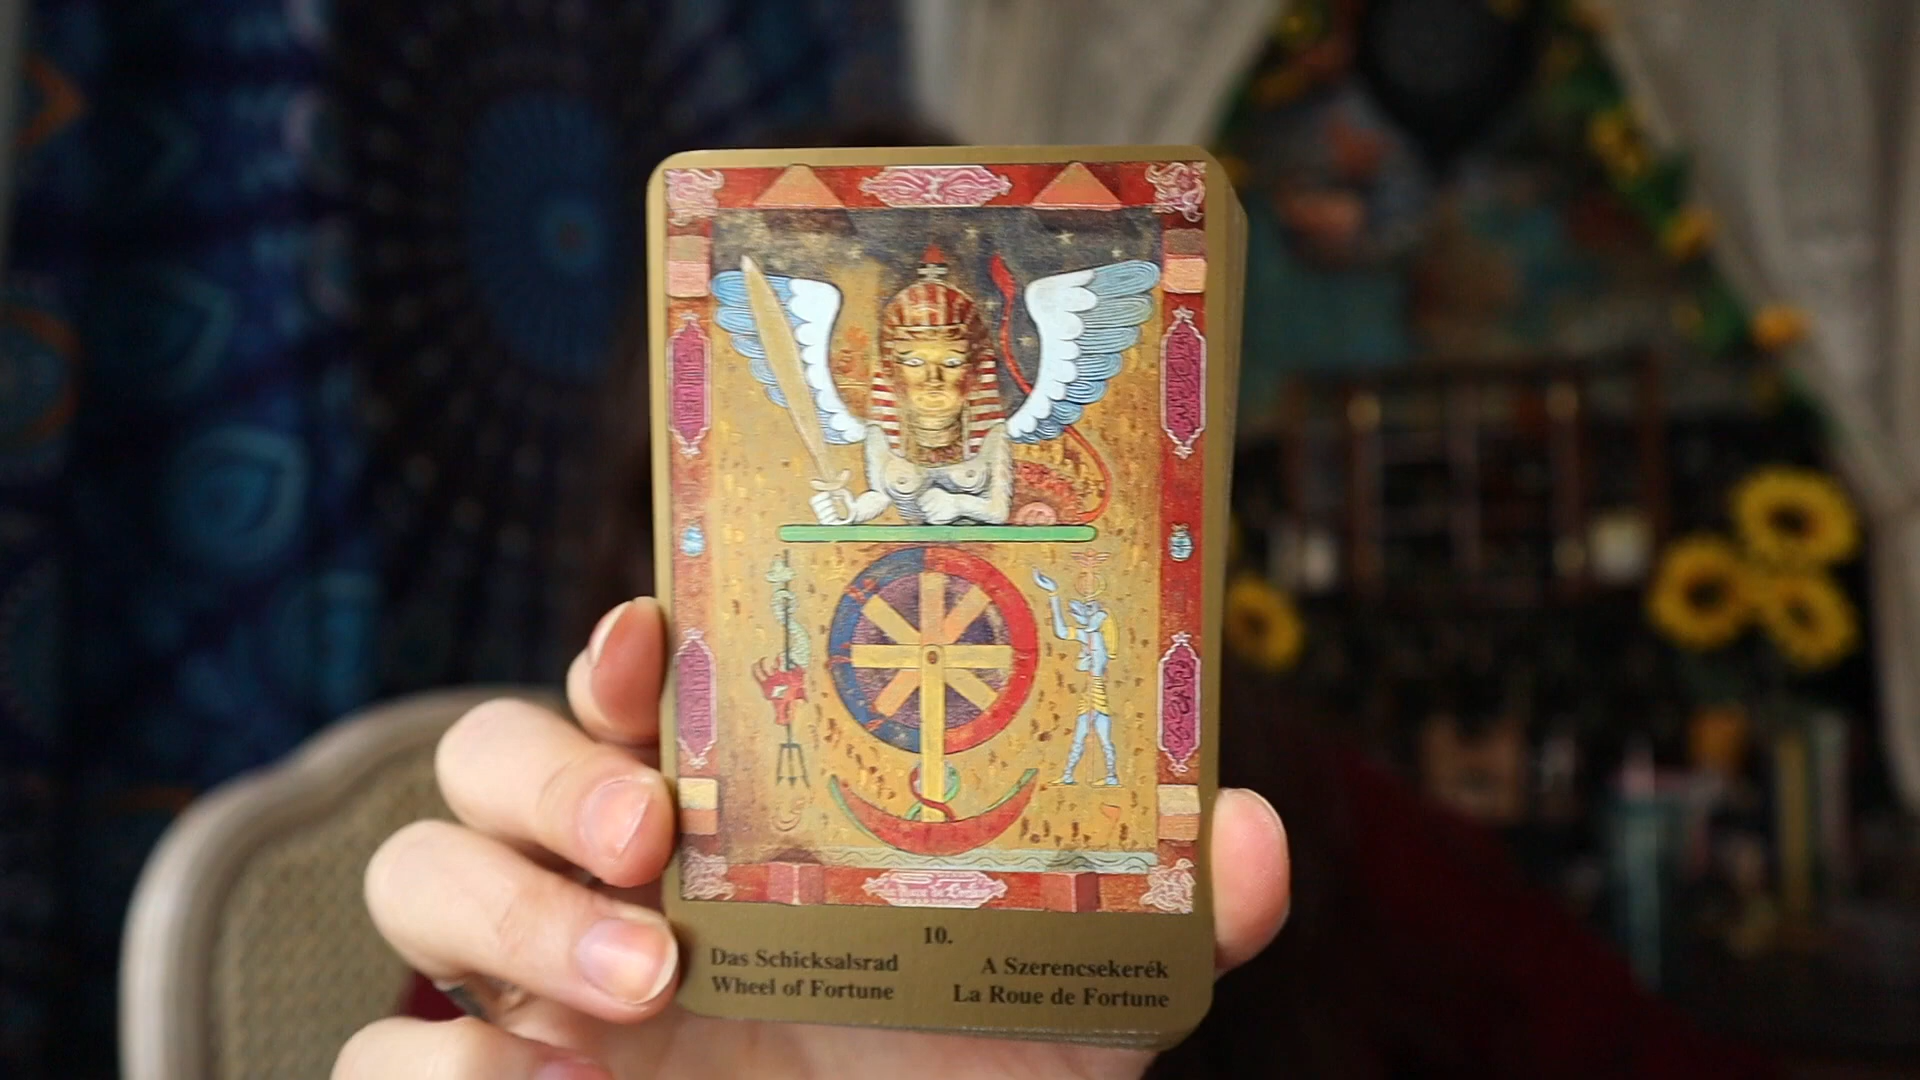 10.
Das Schicksalsrad
Wheel of Fortune
A Szerencsekerék
La Roue de Fortune